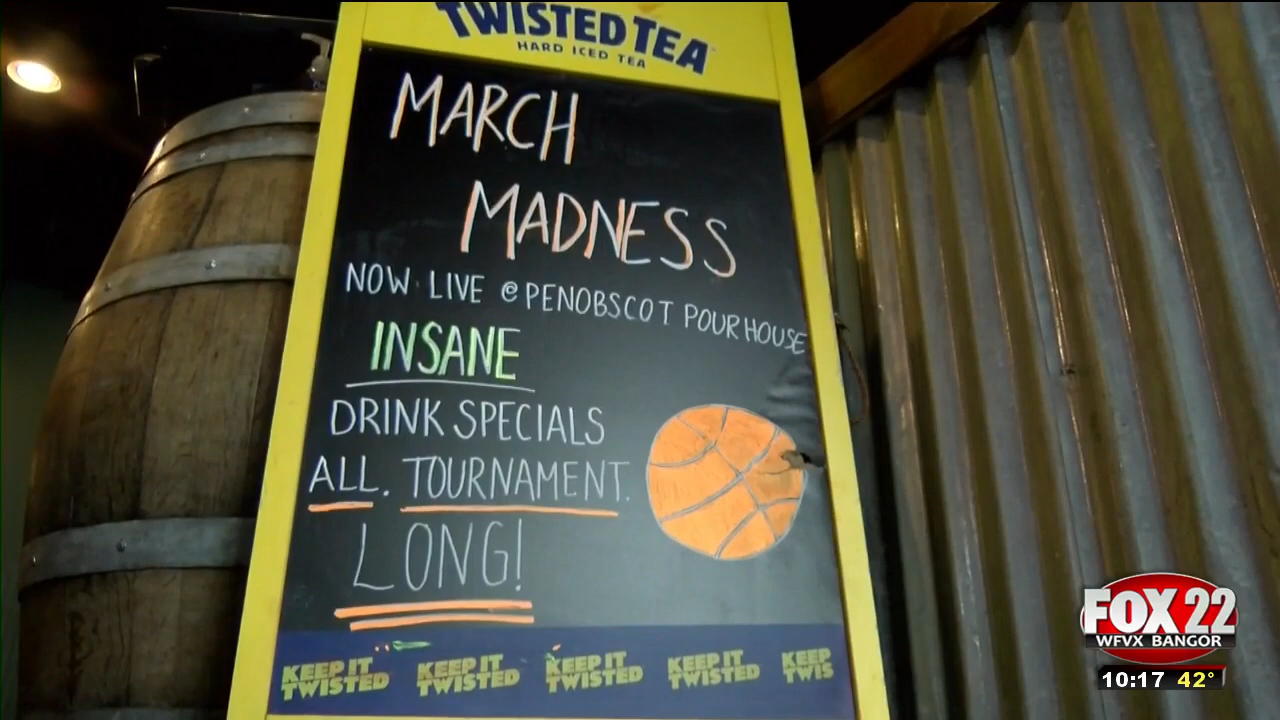 TWISTED TEA
HARD ICED TEA
MARCH
MADNESS
NOW LIVE @ PENOBSCOT POUR HOUSE
INSANE
DRINK SPECIALS
ALL. TOURNAMENT.
LONG!
KEEP IT TWISTED KEEP IT TWISTED KEEP IT TWISTED KEEP IT TWISTED KEEP IT TWIS
FOX 22
WFVX BANGOR
10:17 42°